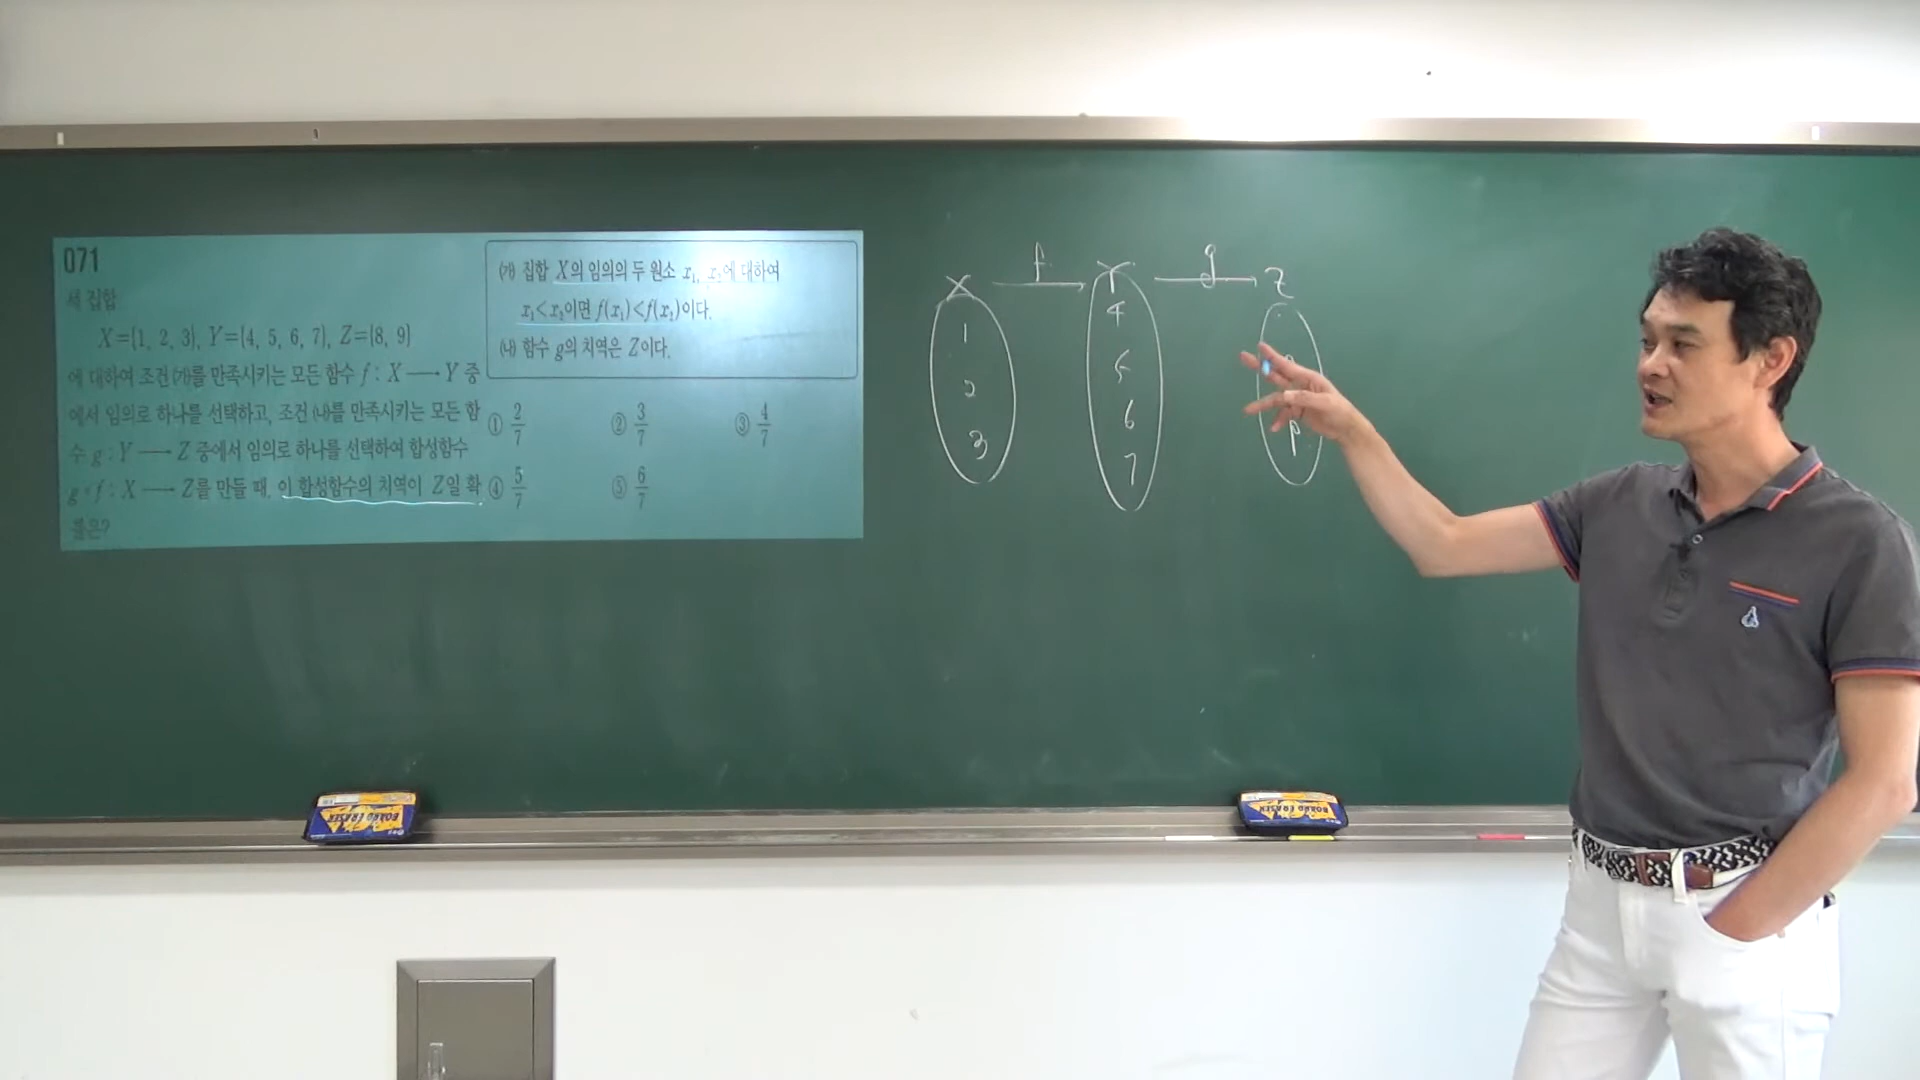 071
세 집합
X={1, 2, 3}, Y={4, 5, 6, 7}, Z={8, 9}
에 대하여 조건 (가)를 만족시키는 모든 함수 f : X → Y 중
에서 임의로 하나를 선택하고, 조건 (나)를 만족시키는 모든 함
수 g : Y → Z 중에서 임의로 하나를 선택하여 합성함수
g∘f : X → Z를 만들 때, 이 합성함수의 치역이 Z일 확
률은?
(가) 집합 X의 임의의 두 원소 x₁, x₂에 대하여
x₁<x₂이면 f(x₁)<f(x₂)이다.
(나) 함수 g의 치역은 Z이다.
① 2/7 ② 3/7 ③ 4/7
④ 5/7 ⑤ 6/7
X f Y g Z
1
2
3
4
5
6
7
9
BOARD ERASER
BOARD ERASER